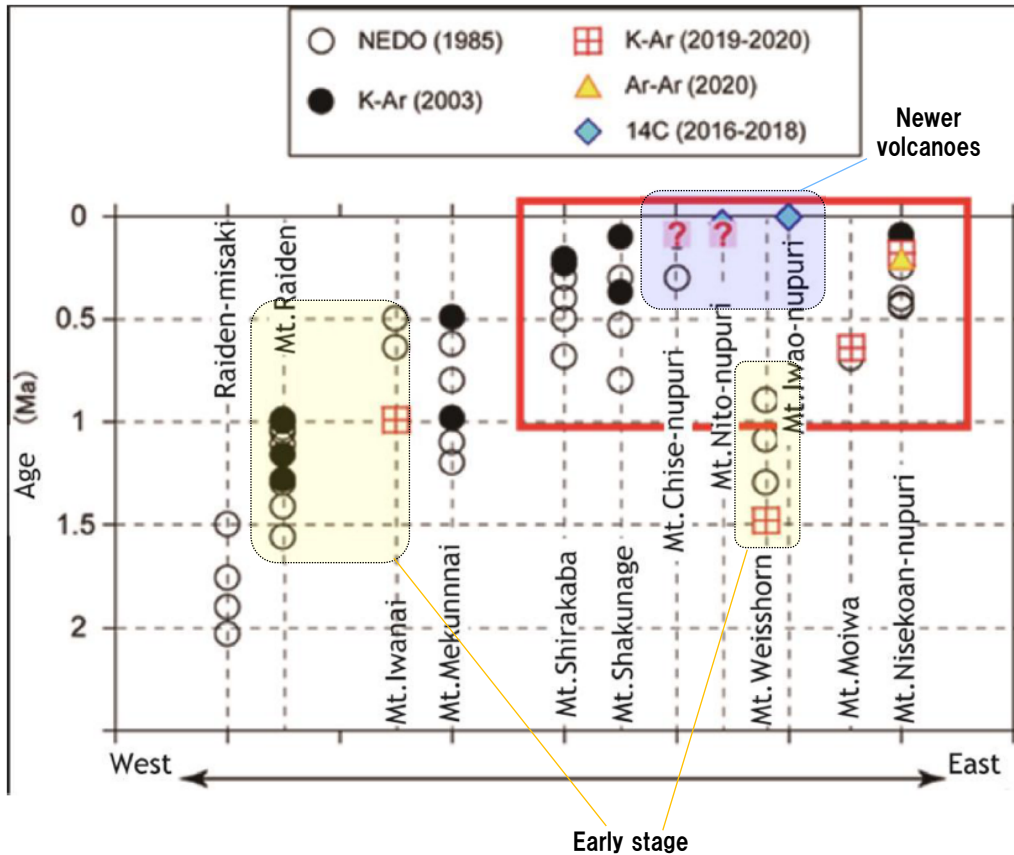 NEDO (1985)
K-Ar (2003)
K-Ar (2019-2020)
Ar-Ar (2020)
14C (2016-2018)
Newer
volcanoes
0
0.5
1
1.5
2
Age (Ma)
Raiden-misaki
Mt.Raiden
Mt.Iwanai
Mt.Mekunnnai
Mt.Shirakaba
Mt.Shakunage
Mt.Chise-nupuri
Mt.Nito-nupuri
Mt.Weisshorn
Mt.Iwao-nupuri
Mt.Moiwa
Mt.Nisekoan-nupuri
?
?
West
East
Early stage